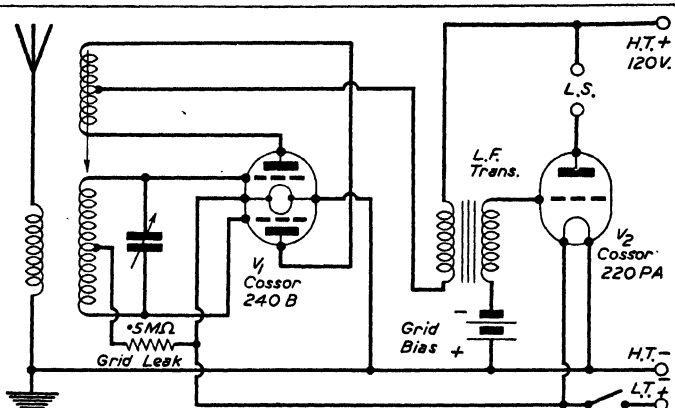 H.T.+
120V.
L.S.
L.F.
Trans.
V1
Cossor
240 B
V2
Cossor
220 PA
·5MΩ
Grid Leak
-
Grid
Bias
+
H.T.-
L.T.-
+